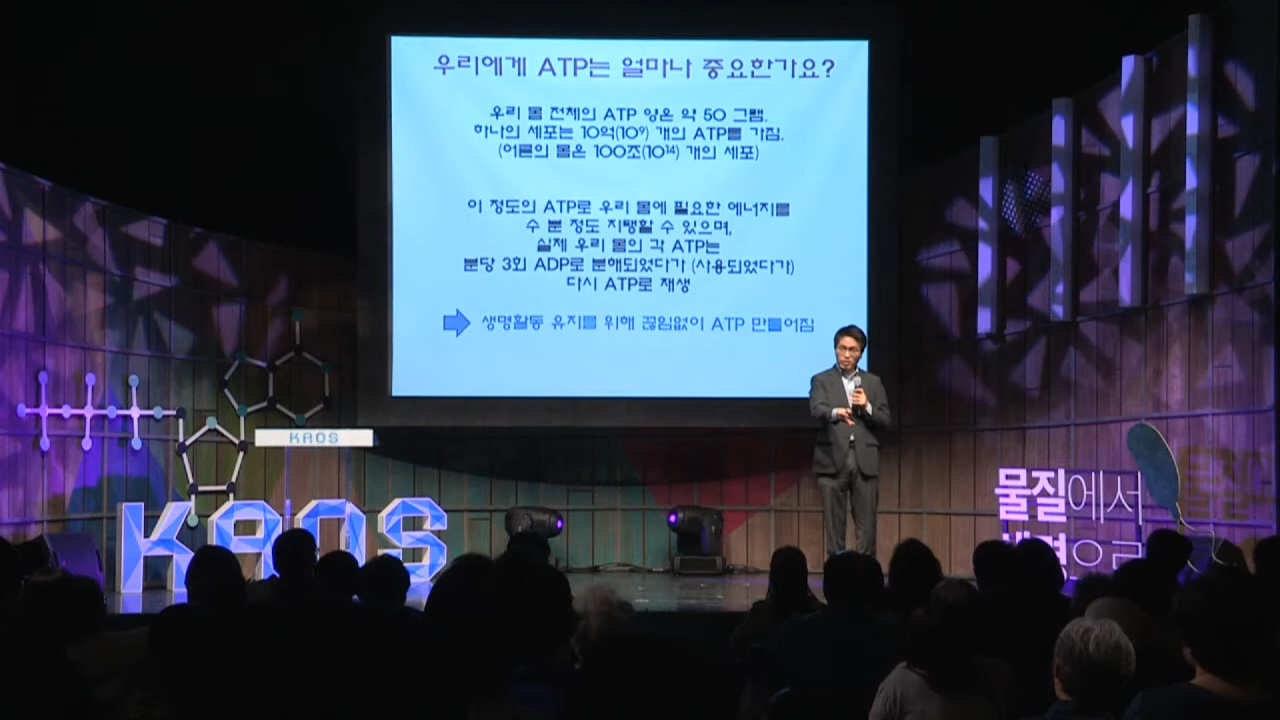 우리에게 ATP는 얼마나 중요한가요?
우리 몸 전체의 ATP 양은 약 50 그램.
하나의 세포는 10억(10⁹) 개의 ATP를 가짐.
(어른의 몸은 100조(10¹⁴) 개의 세포)
이 정도의 ATP로 우리 몸에 필요한 에너지를
수 분 정도 지탱할 수 있으며,
실제 우리 몸의 각 ATP는
분당 3회 ADP로 분해되었다가 (사용되었다가)
다시 ATP로 재생
생명활동 유지를 위해 끊임없이 ATP 만들어짐
KAOS
KAOS
물질에서
생명으로